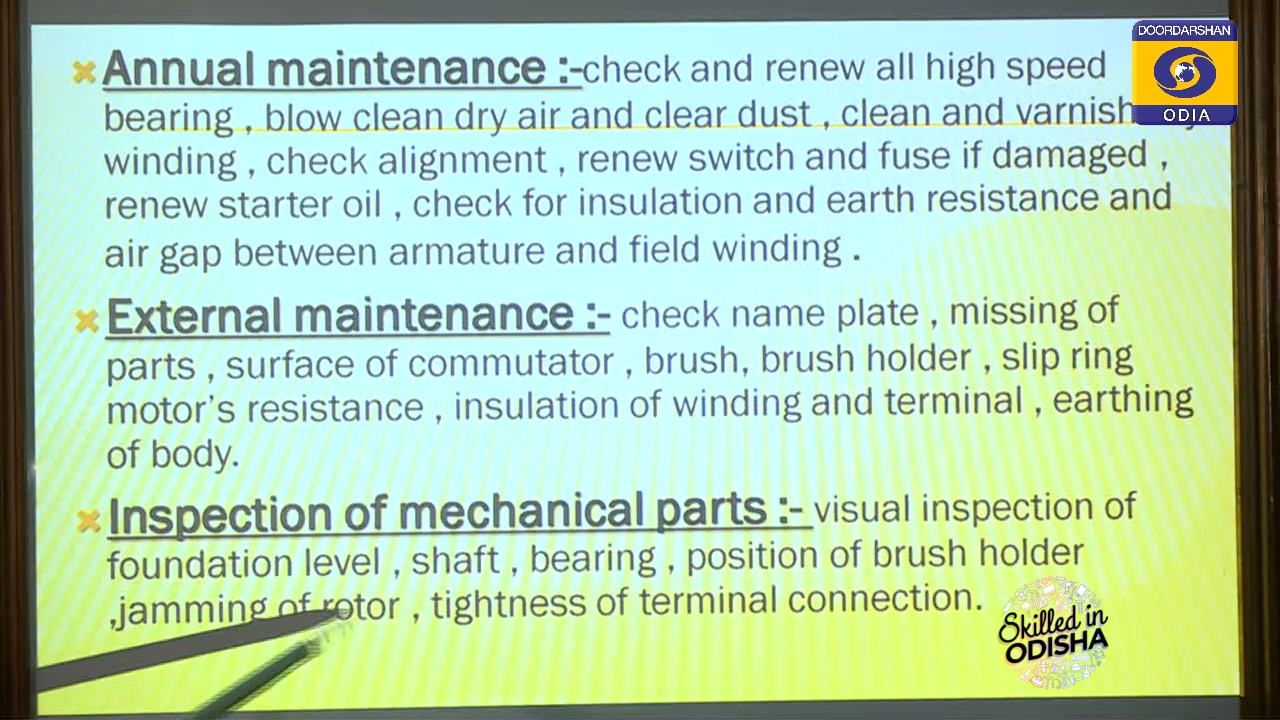 DOORDARSHAN
ODIA
Annual maintenance :-check and renew all high speed
bearing , blow clean dry air and clear dust , clean and varnish
winding , check alignment , renew switch and fuse if damaged ,
renew starter oil , check for insulation and earth resistance and
air gap between armature and field winding .
External maintenance :- check name plate , missing of
parts , surface of commutator , brush, brush holder , slip ring
motor's resistance , insulation of winding and terminal , earthing
of body.
Inspection of mechanical parts :- visual inspection of
foundation level , shaft , bearing , position of brush holder
,jamming of rotor , tightness of terminal connection.
Skilled in
ODISHA